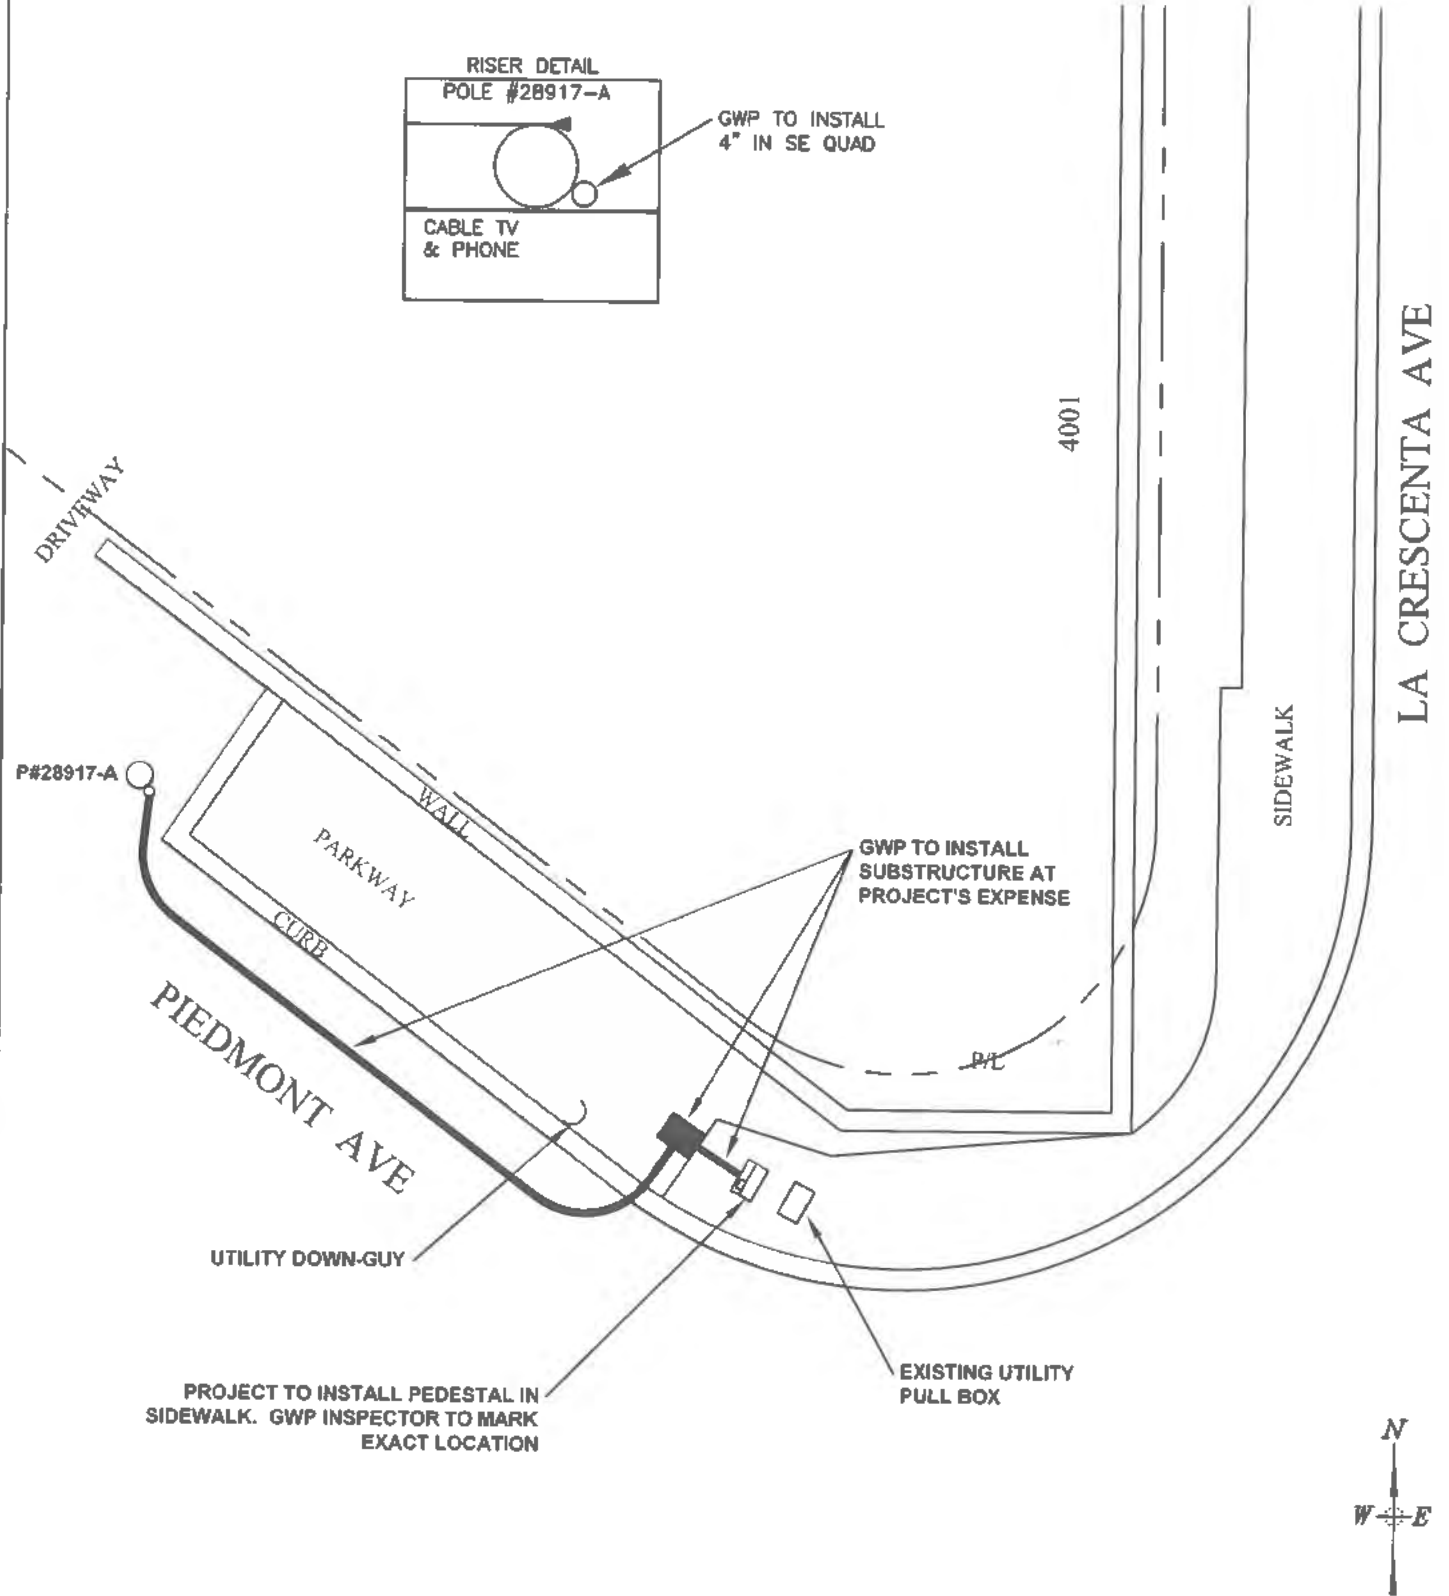 RISER DETAIL
POLE #28917-A
GWP TO INSTALL
4" IN SE QUAD
CABLE TV
& PHONE
4001
LA CRESCENTA AVE
DRIVEWAY
SIDEWALK
P#28917-A
WALL
PARKWAY
CURB
GWP TO INSTALL
SUBSTRUCTURE AT
PROJECT'S EXPENSE
PIEDMONT AVE
P/L
UTILITY DOWN-GUY
EXISTING UTILITY
PULL BOX
PROJECT TO INSTALL PEDESTAL IN
SIDEWALK. GWP INSPECTOR TO MARK
EXACT LOCATION
N
W E